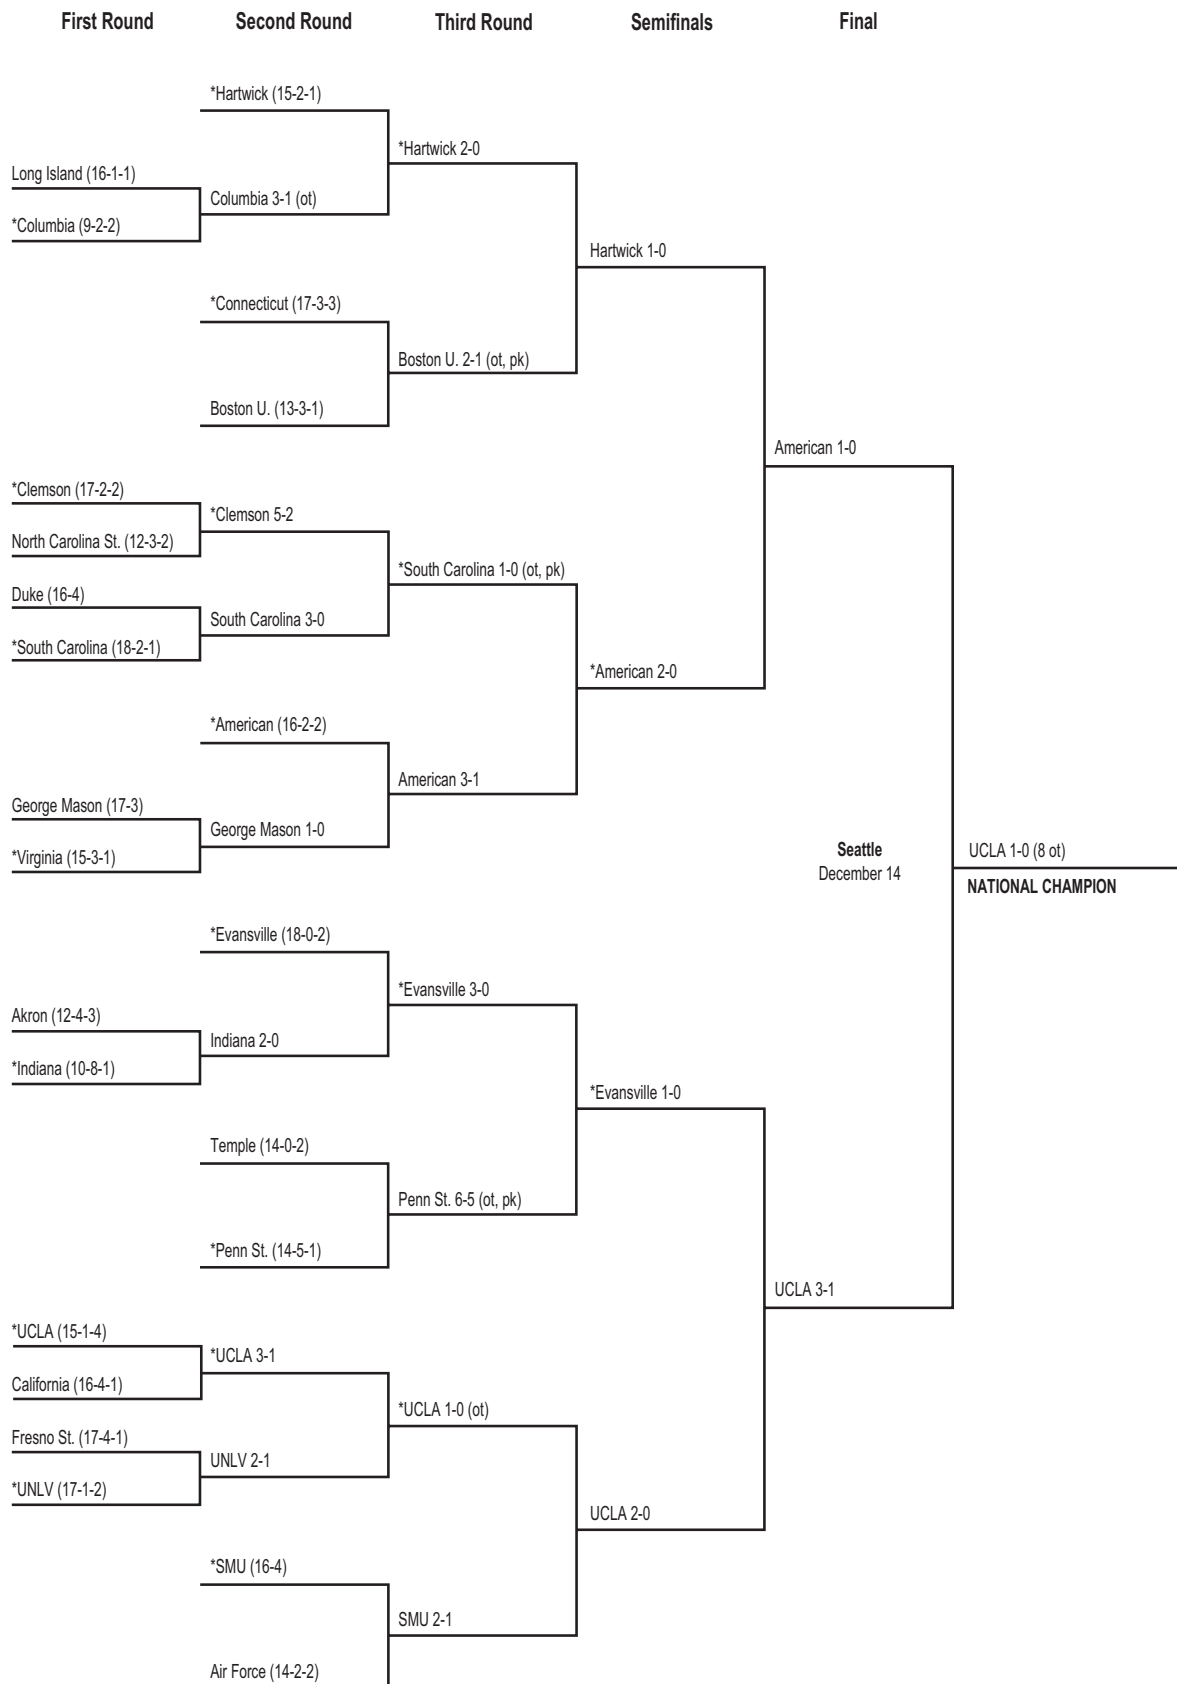 First Round
Second Round
Third Round
Semifinals
Final
*Hartwick (15-2-1)
*Hartwick 2-0
Long Island (16-1-1)
Columbia 3-1 (ot)
*Columbia (9-2-2)
Hartwick 1-0
*Connecticut (17-3-3)
Boston U. 2-1 (ot, pk)
Boston U. (13-3-1)
American 1-0
*Clemson (17-2-2)
*Clemson 5-2
North Carolina St. (12-3-2)
*South Carolina 1-0 (ot, pk)
Duke (16-4)
South Carolina 3-0
*South Carolina (18-2-1)
*American 2-0
*American (16-2-2)
American 3-1
George Mason (17-3)
George Mason 1-0
*Virginia (15-3-1)
Seattle
December 14
UCLA 1-0 (8 ot)
NATIONAL CHAMPION
*Evansville (18-0-2)
*Evansville 3-0
Akron (12-4-3)
Indiana 2-0
*Indiana (10-8-1)
*Evansville 1-0
Temple (14-0-2)
Penn St. 6-5 (ot, pk)
*Penn St. (14-5-1)
UCLA 3-1
*UCLA (15-1-4)
*UCLA 3-1
California (16-4-1)
*UCLA 1-0 (ot)
Fresno St. (17-4-1)
UNLV 2-1
*UNLV (17-1-2)
UCLA 2-0
*SMU (16-4)
SMU 2-1
Air Force (14-2-2)